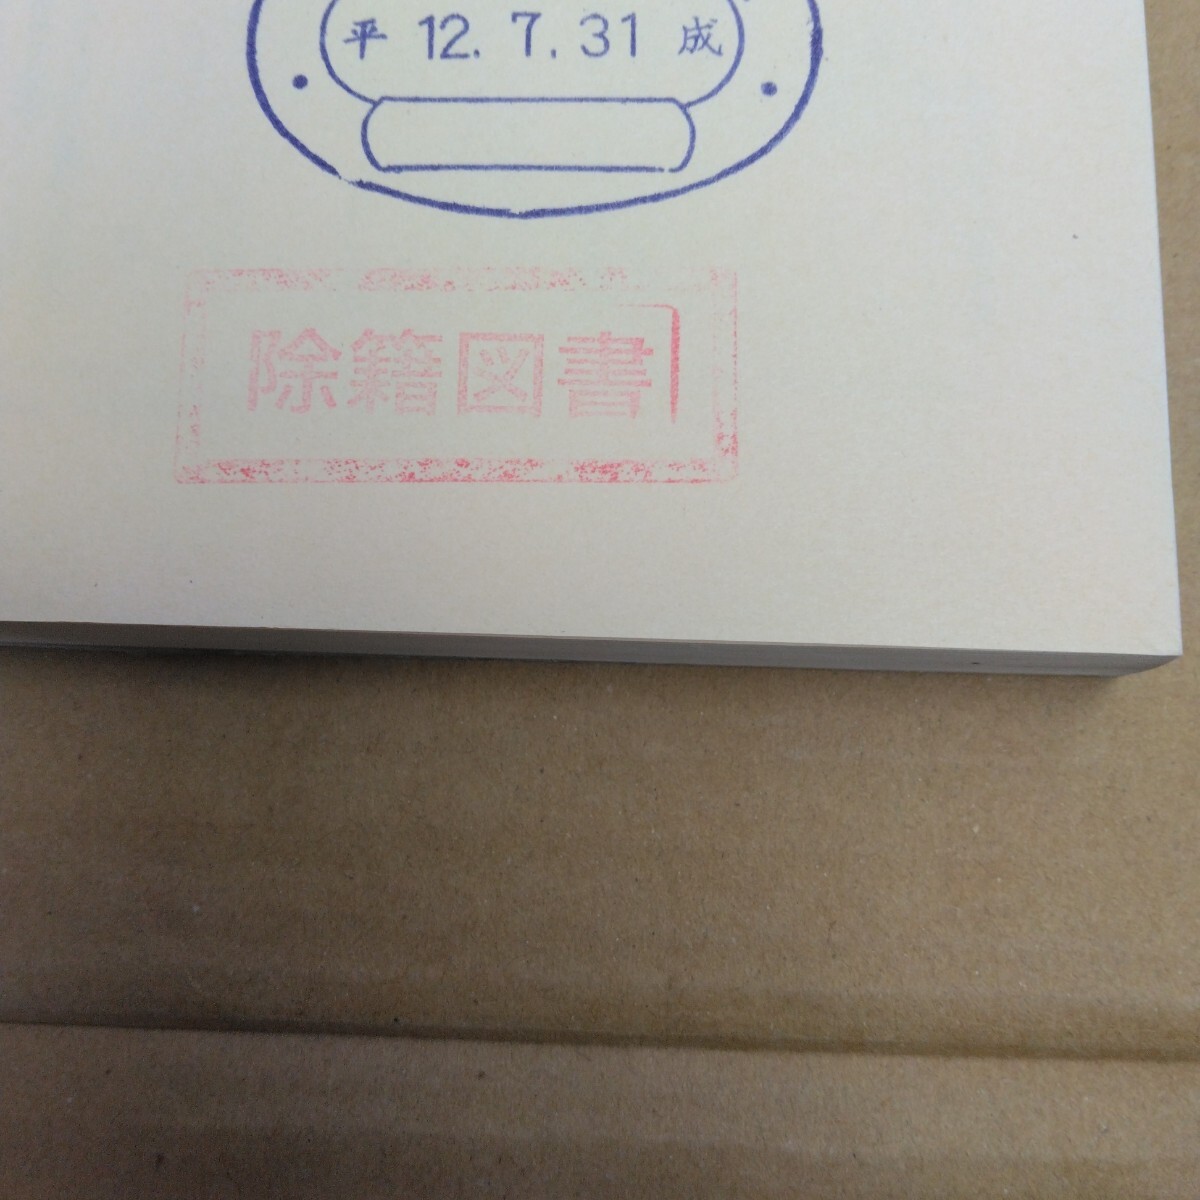 平 12. 7. 31 成
除籍図書